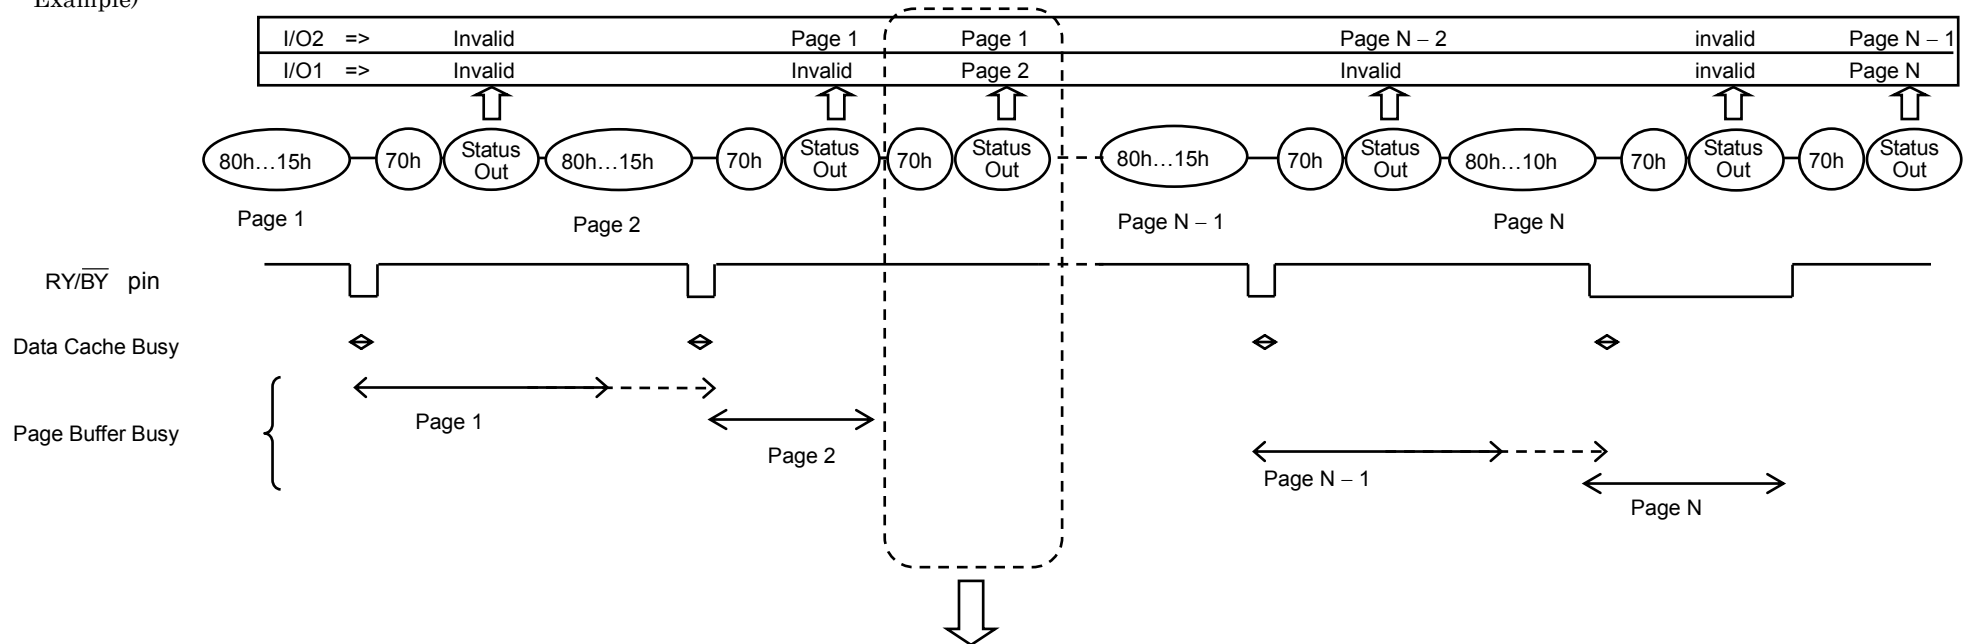 Example)
I/O2 => Invalid Page 1 Page 1 Page N – 2 invalid Page N – 1
I/O1 => Invalid Invalid Page 2 Invalid invalid Page N
80h…15h 70h Status Out 80h…15h 70h Status Out 70h Status Out 80h…15h 70h Status Out 80h…10h 70h Status Out 70h Status Out
Page 1 Page 2 Page N – 1 Page N
RY/B̅Y̅ pin
Data Cache Busy
Page 1
Page Buffer Busy
Page 2
Page N – 1
Page N